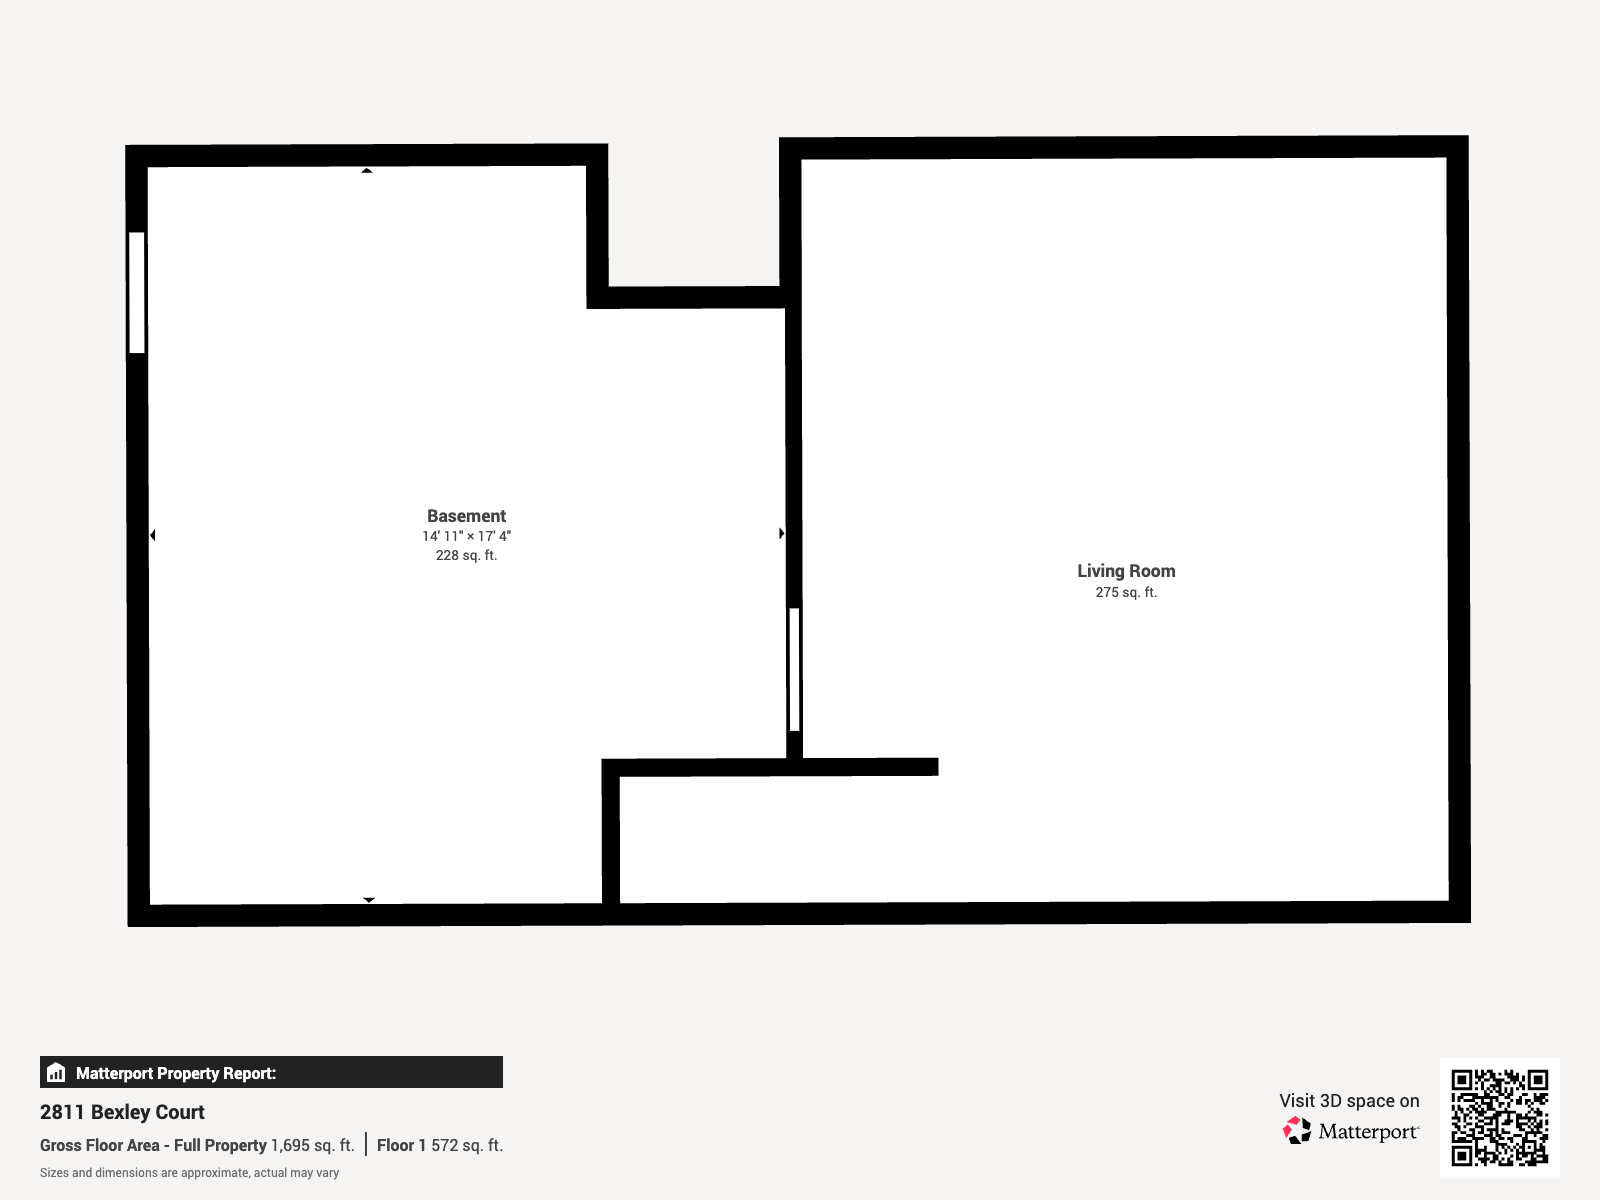 Basement
14' 11" × 17' 4"
228 sq. ft.
Living Room
275 sq. ft.
Matterport Property Report:
2811 Bexley Court
Gross Floor Area - Full Property 1,695 sq. ft. | Floor 1 572 sq. ft.
Sizes and dimensions are approximate, actual may vary
Visit 3D space on
Matterport